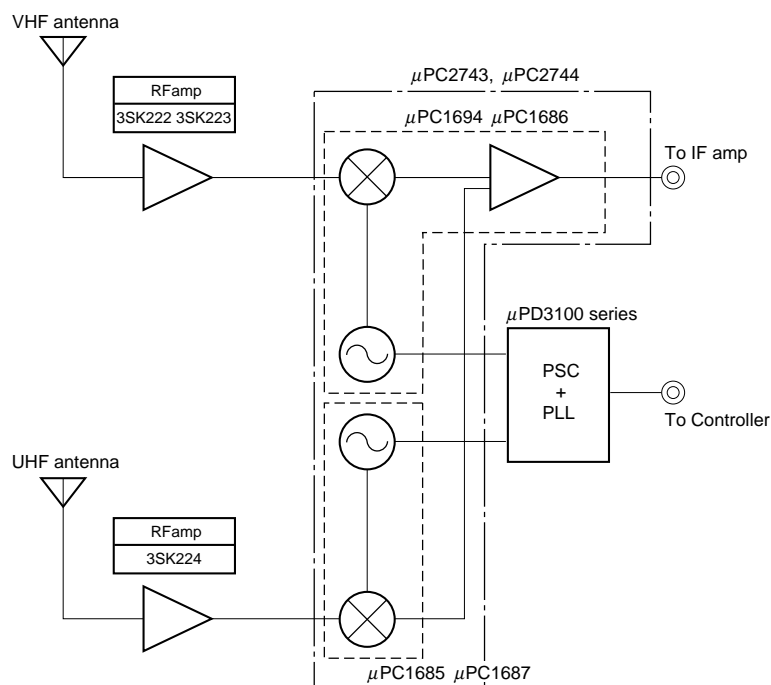 VHF antenna
RFamp
3SK222 3SK223
µPC2743, µPC2744
µPC1694 µPC1686
To IF amp
µPD3100 series
PSC
+
PLL
To Controller
UHF antenna
RFamp
3SK224
µPC1685 µPC1687